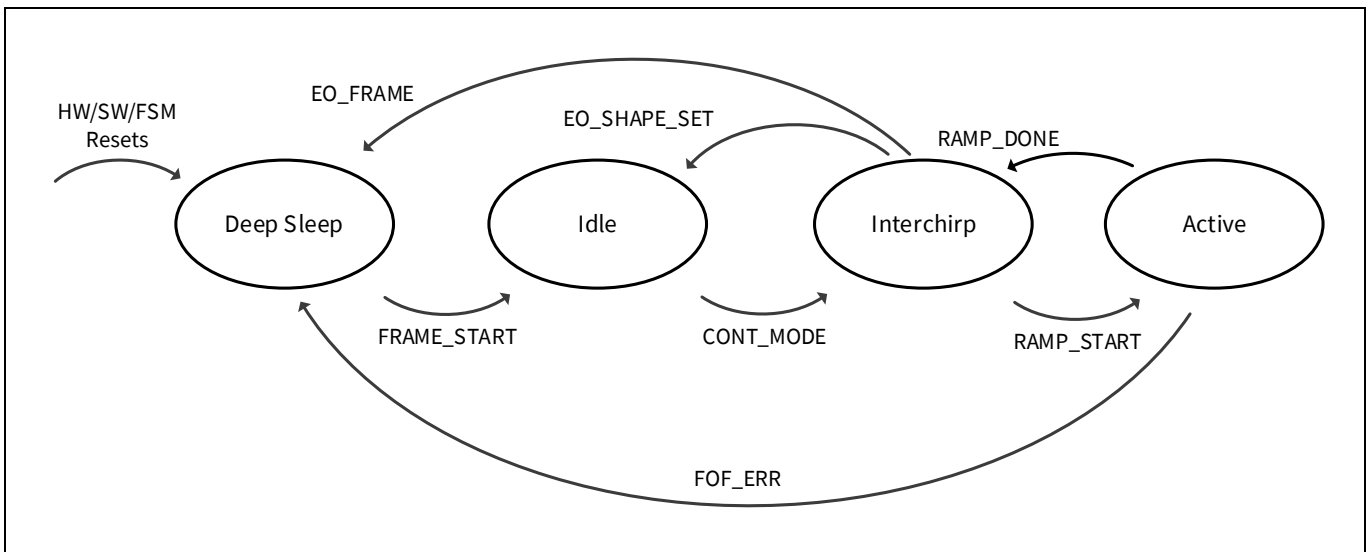 EO_FRAME
HW/SW/FSM
Resets
EO_SHAPE_SET
RAMP_DONE
Deep Sleep
Idle
Interchirp
Active
FRAME_START
CONT_MODE
RAMP_START
FOF_ERR